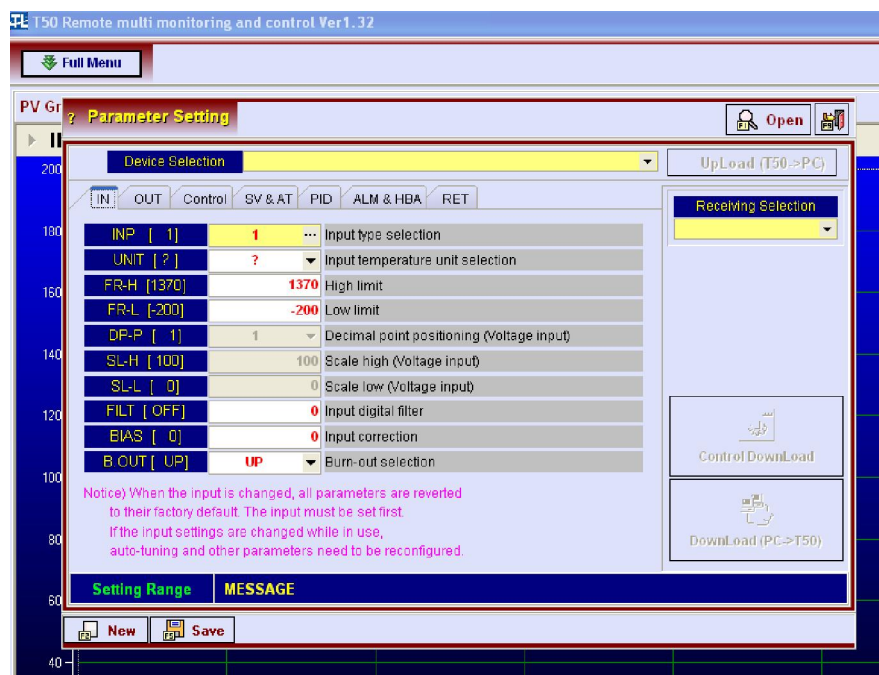 T50 Remote multi monitoring and control Ver1.32
Full Menu
PV Gr
? Parameter Setting
Open
Device Selection
UpLoad (T50->PC)
IN OUT Control SV & AT PID ALM & HBA RET
Receiving Selection
INP [ 1] 1 ... Input type selection
UNIT [ ? ] ? Input temperature unit selection
FR-H [1370] 1370 High limit
FR-L [-200] -200 Low limit
DP-P [ 1] 1 Decimal point positioning (Voltage input)
SL-H [ 100] 100 Scale high (Voltage input)
SL-L [ 0] 0 Scale low (Voltage input)
FILT [ OFF] 0 Input digital filter
BIAS [ 0] 0 Input correction
B.OUT [ UP] UP Burn-out selection
Control DownLoad
DownLoad (PC->T50)
Notice) When the input is changed, all parameters are reverted
to their factory default. The input must be set first.
If the input settings are changed while in use,
auto-tuning and other parameters need to be reconfigured.
Setting Range MESSAGE
New Save
200
180
160
140
120
100
80
60
40